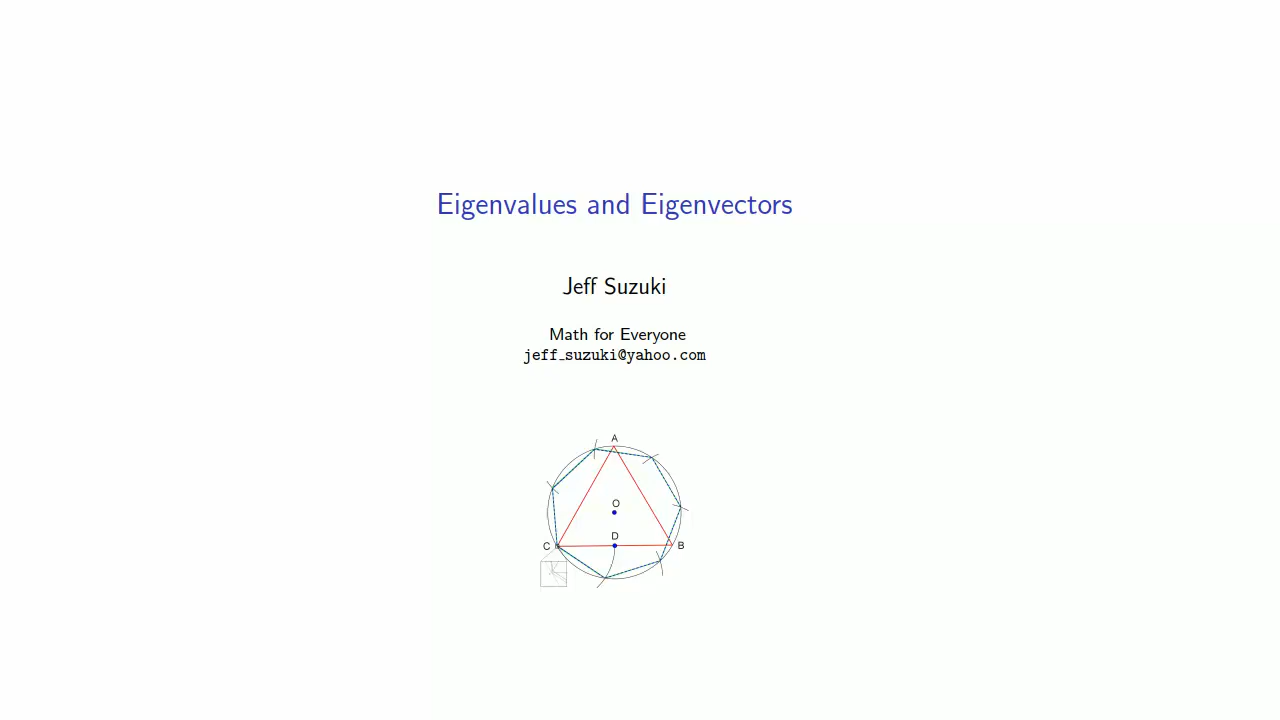 Eigenvalues and Eigenvectors
Jeff Suzuki
Math for Everyone
jeff_suzuki@yahoo.com
A
O
D
C
B